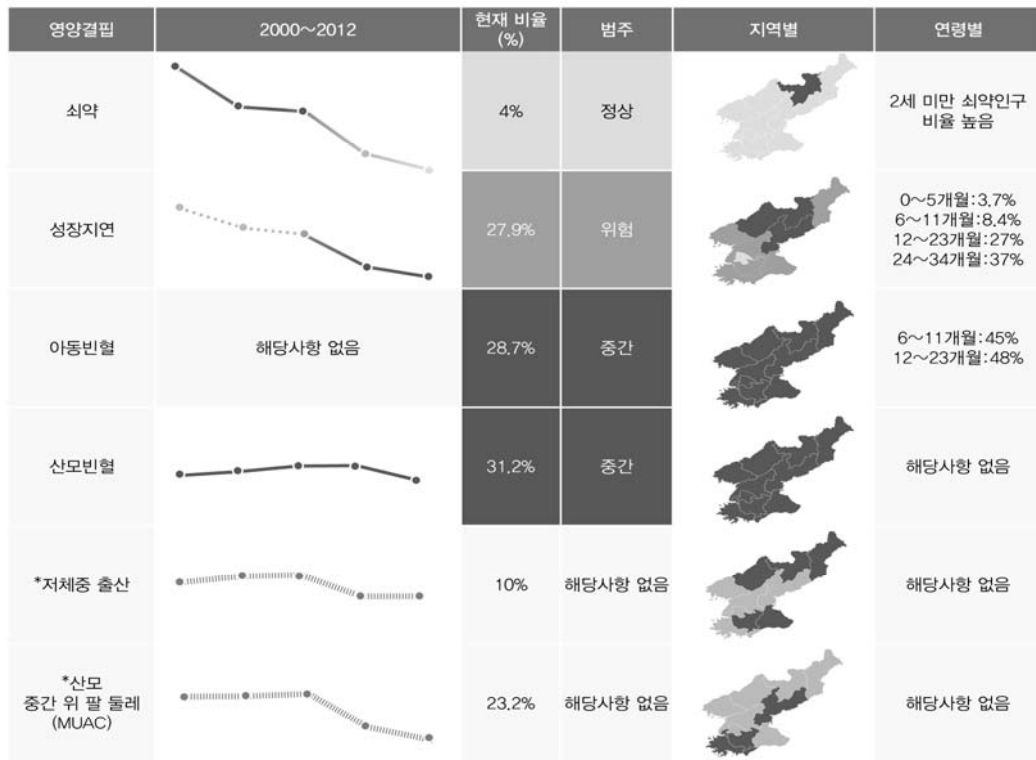 영양결핍
2000~2012
현재 비율
(%)
범주
지역별
연령별
쇠약
4%
정상
2세 미만 쇠약인구
비율 높음
성장지연
27.9%
위험
0~5개월:3.7%
6~11개월:8.4%
12~23개월:27%
24~34개월:37%
아동빈혈
해당사항 없음
28.7%
중간
6~11개월:45%
12~23개월:48%
산모빈혈
31.2%
중간
해당사항 없음
*저체중 출산
10%
해당사항 없음
해당사항 없음
*산모
중간 위 팔 둘레
(MUAC)
23.2%
해당사항 없음
해당사항 없음